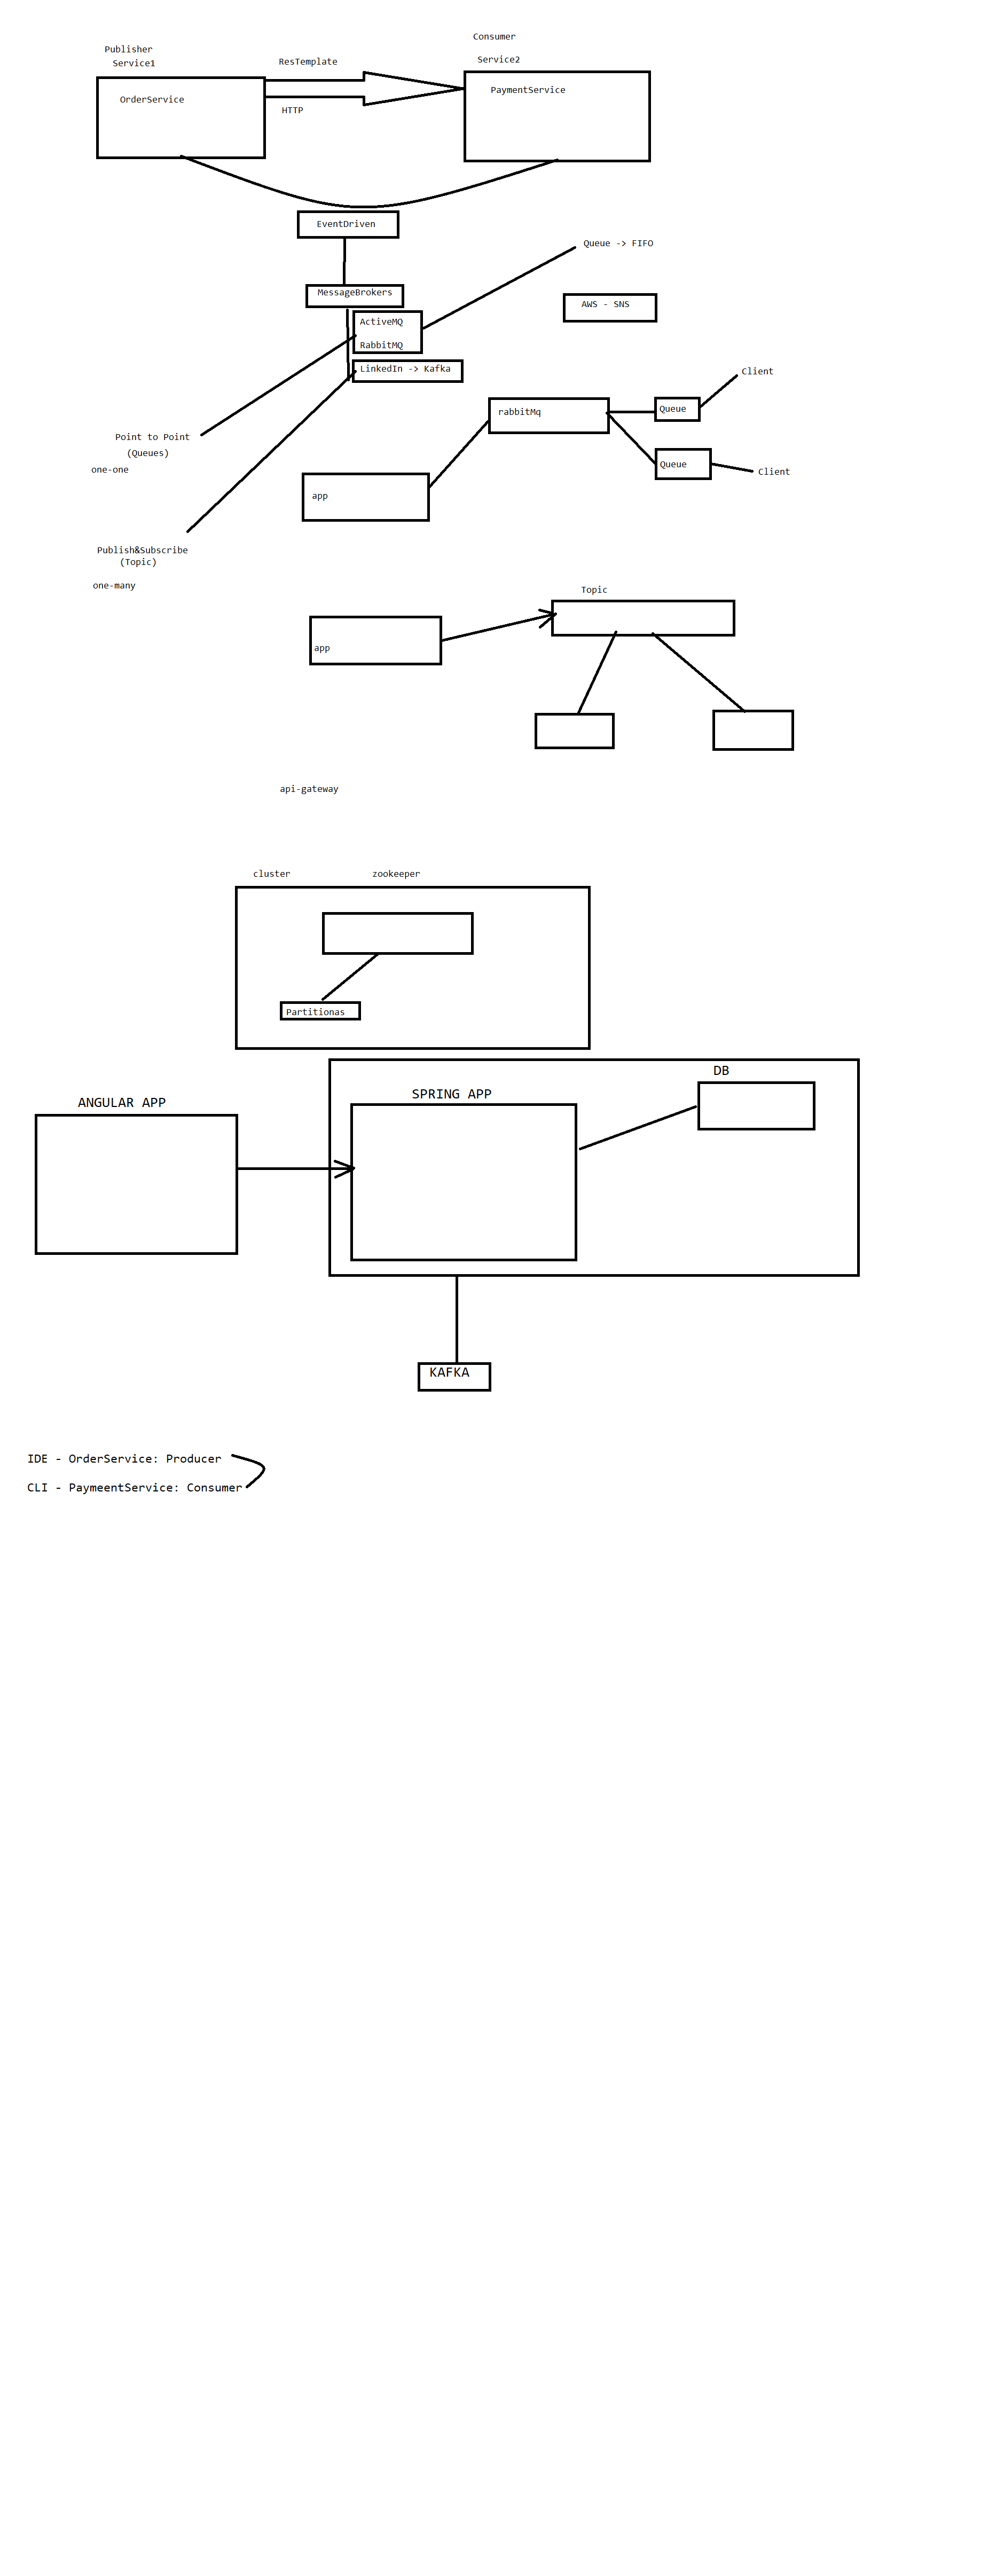 Consumer
Publisher
Service1
ResTemplate
Service2
OrderService
PaymentService
HTTP
EventDriven
Queue -> FIFO
MessageBrokers
AWS - SNS
ActiveMQ
RabbitMQ
LinkedIn -> Kafka
Client
rabbitMq
Queue
Point to Point
(Queues)
one-one
Queue
Client
app
Publish&Subscribe
(Topic)
one-many
Topic
app
api-gateway
cluster
zookeeper
Partitionas
DB
SPRING APP
ANGULAR APP
KAFKA
IDE - OrderService: Producer
CLI - PaymeentService: Consumer